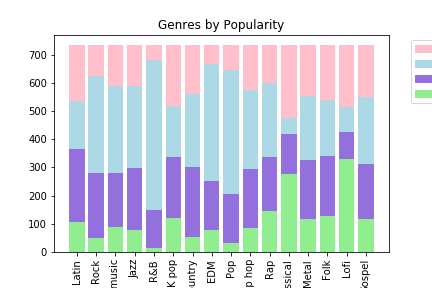 Genres by Popularity
700
600
500
400
300
200
100
0
Latin
Rock
music
Jazz
R&B
K pop
untry
EDM
Pop
p hop
Rap
ssical
Metal
Folk
Lofi
ospel